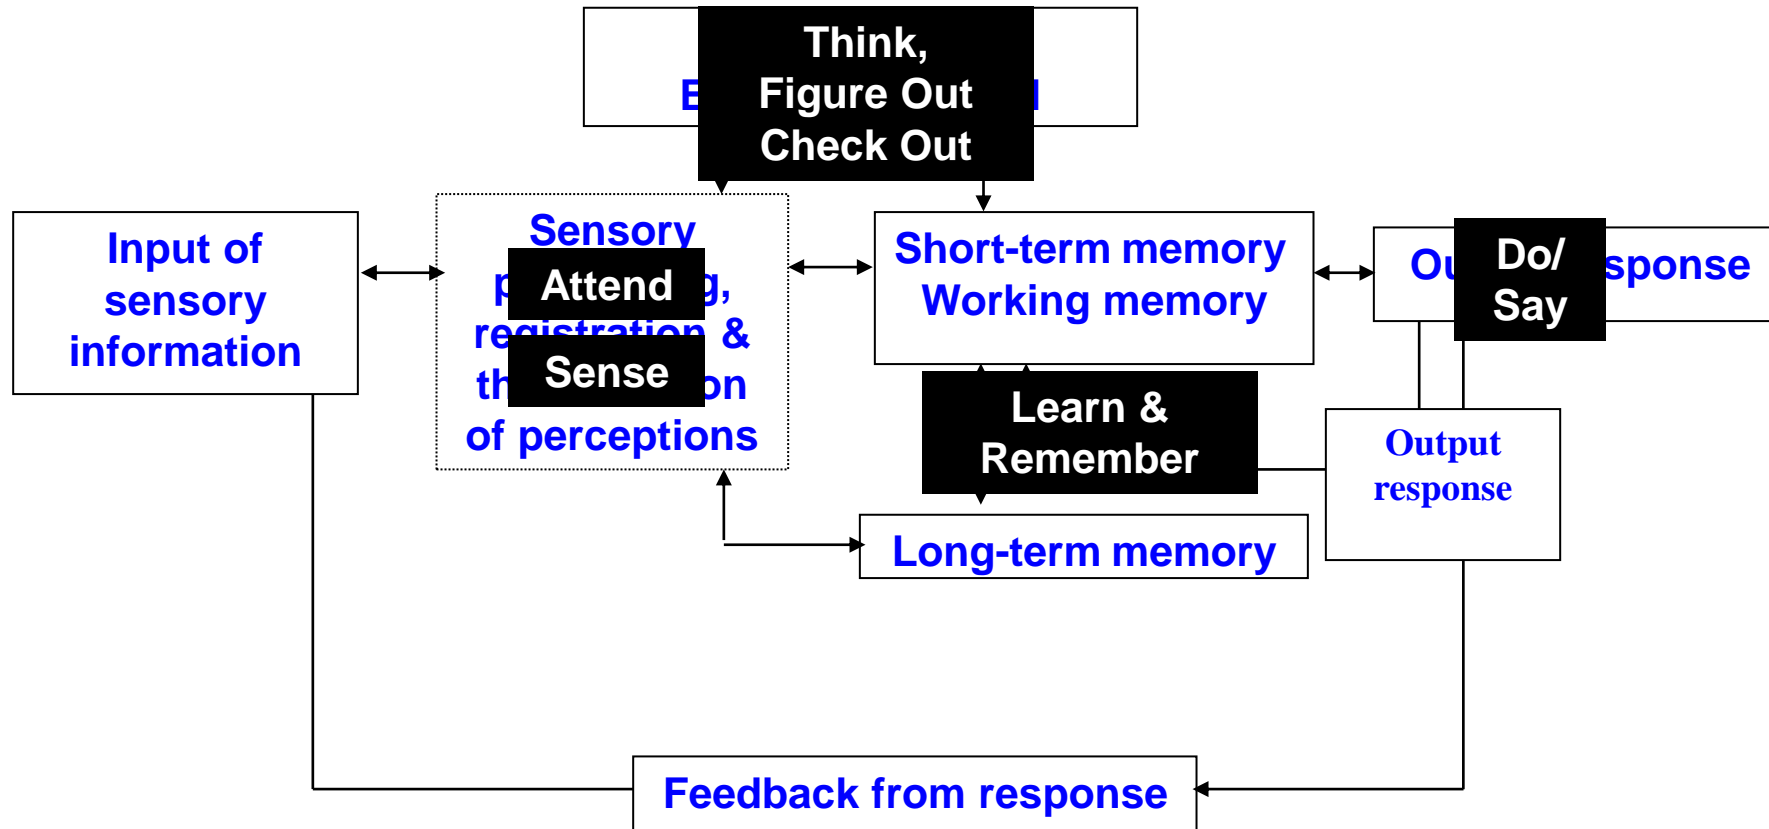 Think,
Figure Out
Check Out
Input of
sensory
information
Sensory
Attend
registration &
Sense
of perceptions
Short-term memory
Working memory
Do/
Say
Learn &
Remember
Output
response
Long-term memory
Feedback from response